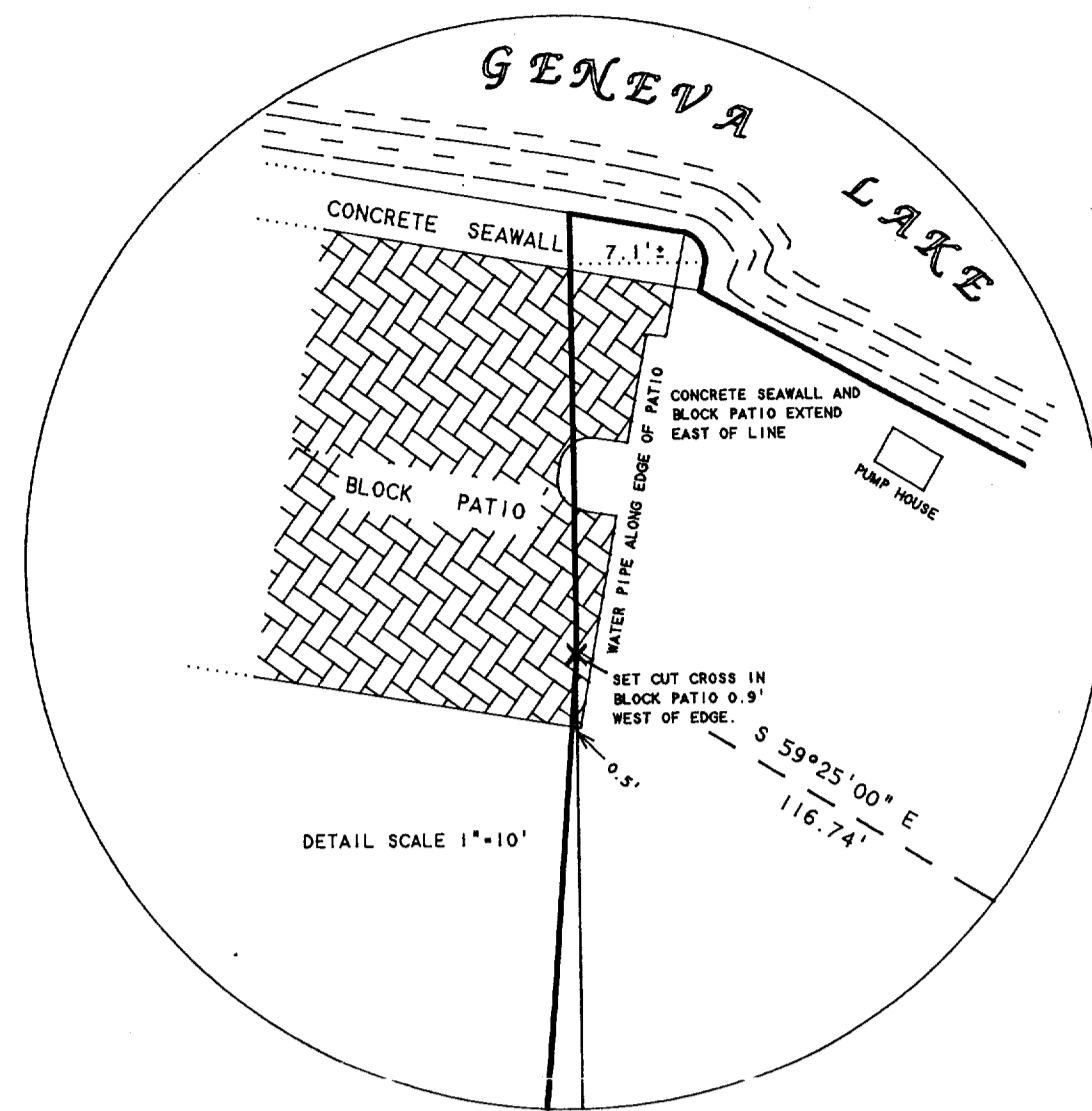 GENEVA LAKE
CONCRETE SEAWALL
7.1'±
CONCRETE SEAWALL AND
BLOCK PATIO EXTEND
EAST OF LINE
PUMP HOUSE
BLOCK PATIO
WATER PIPE ALONG EDGE OF PATIO
SET CUT CROSS IN
BLOCK PATIO 0.9'
WEST OF EDGE.
0.5'
S 59°25'00" E
116.74'
DETAIL SCALE 1"=10'